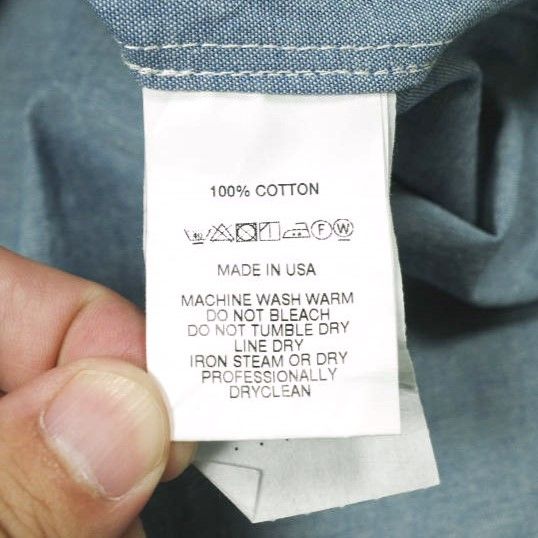 100% COTTON
F W
MADE IN USA
MACHINE WASH WARM
DO NOT BLEACH
DO NOT TUMBLE DRY
LINE DRY
IRON STEAM OR DRY
PROFESSIONALLY
DRYCLEAN